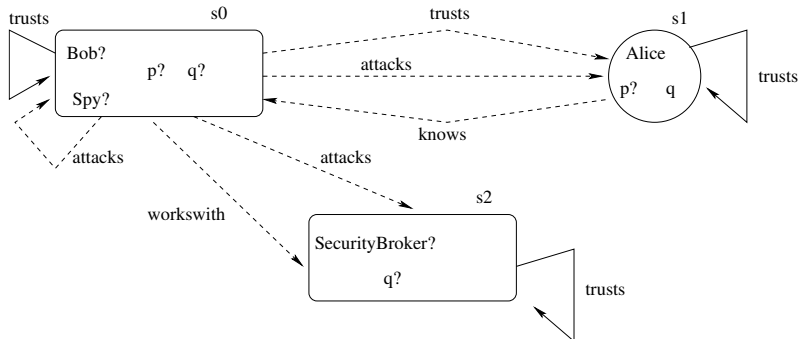 s0
s1
trusts
trusts
Bob?
p? q?
Spy?
attacks
Alice
p? q
trusts
knows
attacks
attacks
workswith
s2
SecurityBroker?
q?
trusts